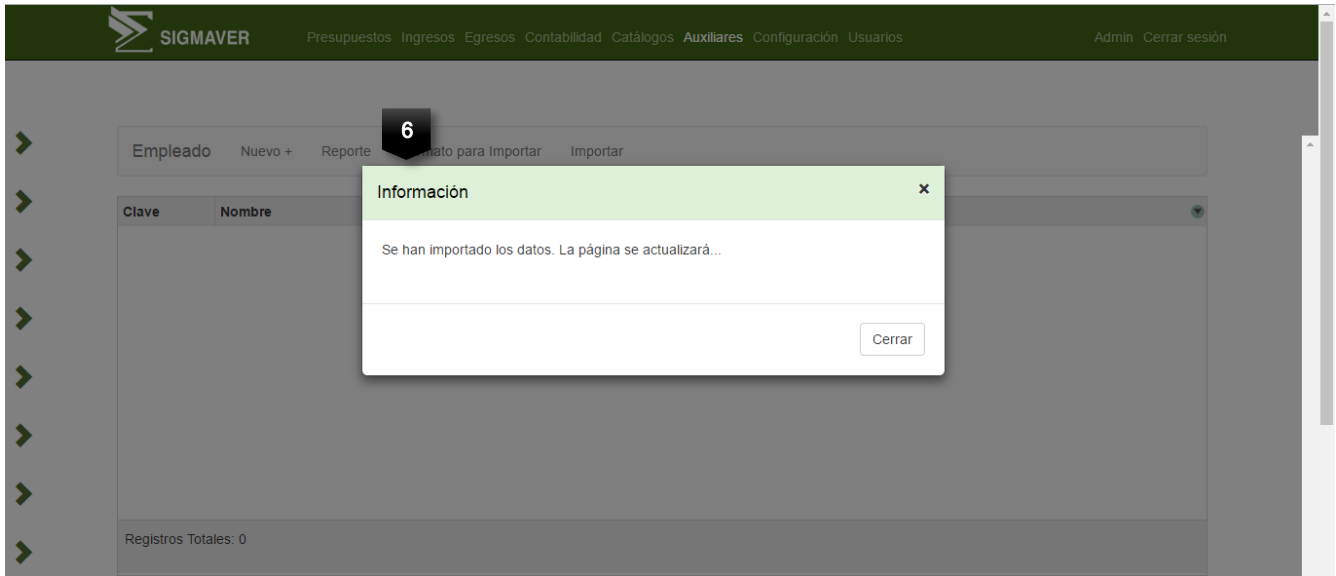 SIGMAVER Presupuestos Ingresos Egresos Contabilidad Catálogos Auxiliares Configuración Usuarios Admin Cerrar sesión
6
Empleado Nuevo + Reporte mato para Importar Importar
Información ×
Clave Nombre
Se han importado los datos. La página se actualizará...
Cerrar
Registros Totales: 0